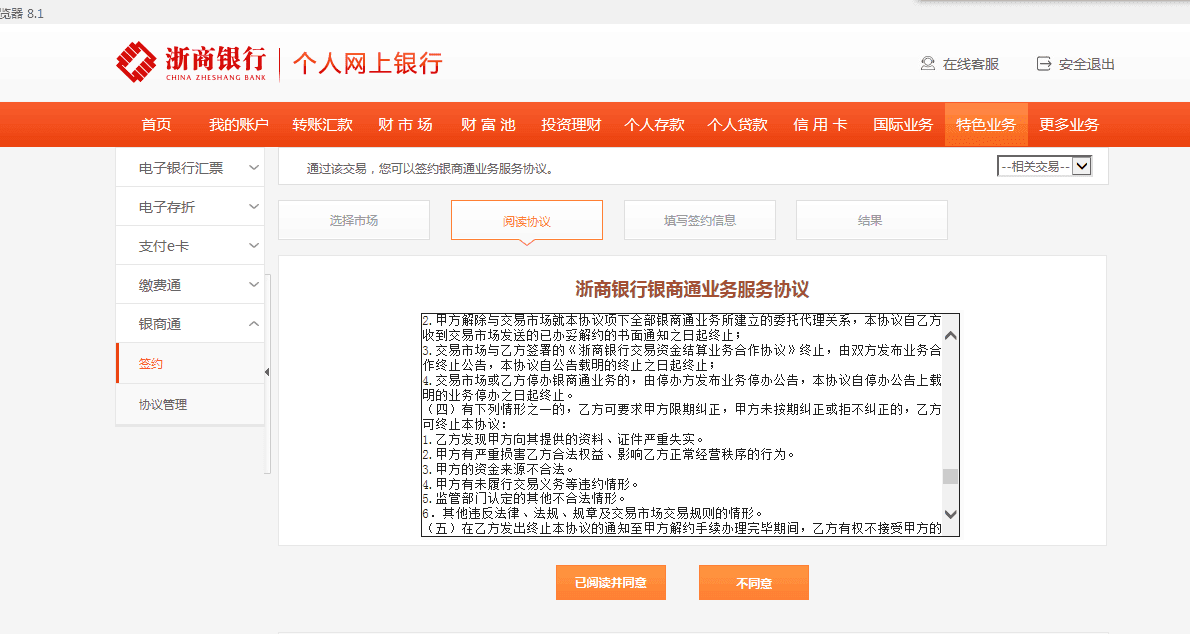 览器 8.1
浙商银行 个人网上银行
CHINA ZHESHANG BANK
在线客服 安全退出
首页 我的账户 转账汇款 财 市 场 财 富 池 投资理财 个人存款 个人贷款 信 用 卡 国际业务 特色业务 更多业务
电子银行汇票
电子存折
支付e卡
缴费通
银商通
签约
协议管理
通过该交易，您可以签约银商通业务服务协议。
--相关交易--
选择市场 阅读协议 填写签约信息 结果
浙商银行银商通业务服务协议
2.甲方解除与交易市场就本协议项下全部银商通业务所建立的委托代理关系，本协议自乙方
收到交易市场发送的已办妥解约的书面通知之日起终止；
3.交易市场与乙方签署的《浙商银行交易资金结算业务合作协议》终止，由双方发布业务合
作终止公告，本协议自公告载明的终止之日起终止；
4.交易市场或乙方停办银商通业务的，由停办方发布业务停办公告，本协议自停办公告上载
明的业务停办之日起终止。
（四）有下列情形之一的，乙方可要求甲方限期纠正，甲方未按期纠正或拒不纠正的，乙方
可终止本协议：
1.乙方发现甲方向其提供的资料、证件严重失实。
2.甲方有严重损害乙方合法权益、影响乙方正常经营秩序的行为。
3.甲方的资金来源不合法。
4.甲方有未履行交易义务等违约情形。
5.监管部门认定的其他不合法情形。
6．其他违反法律、法规、规章及交易市场交易规则的情形。
（五）在乙方发出终止本协议的通知至甲方解约手续办理完毕期间，乙方有权不接受甲方的
已阅读并同意 不同意